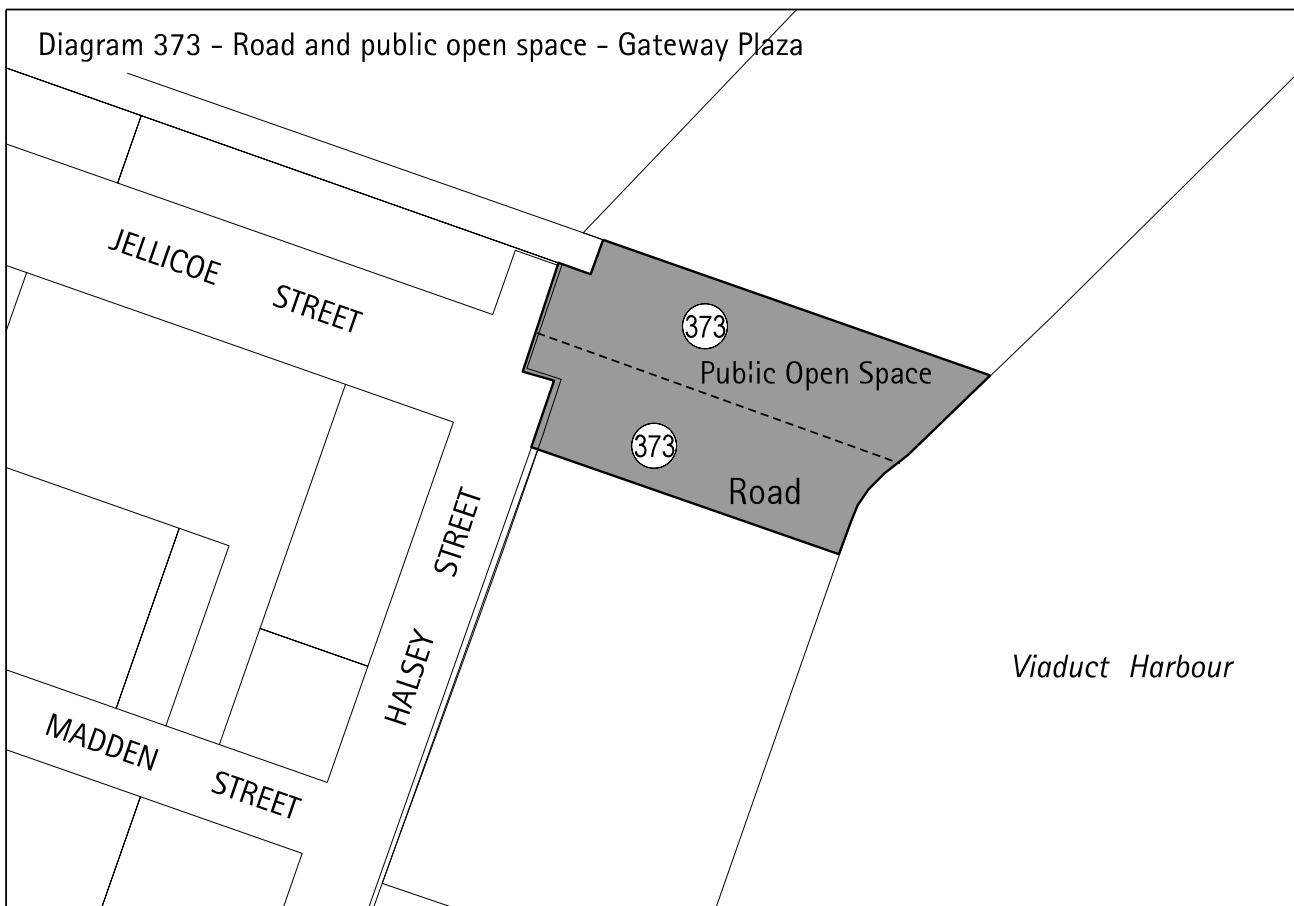 Diagram 373 - Road and public open space - Gateway Plaza
JELLICOE STREET
373
Public Open Space
373
Road
HALSEY STREET
Viaduct Harbour
MADDEN STREET